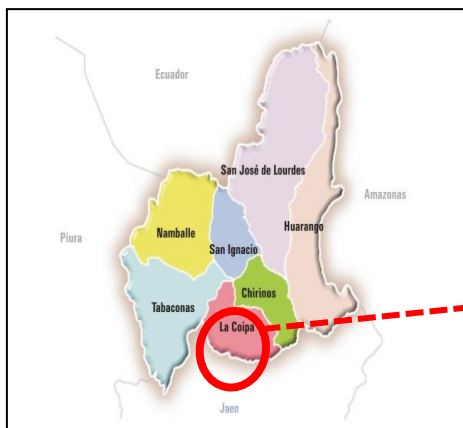 Ecuador
San José de Lourdes
Amazonas
Huarango
Namballe
Piura
San Ignacio
Chirinos
Tabaconas
La Coipa
Jaen